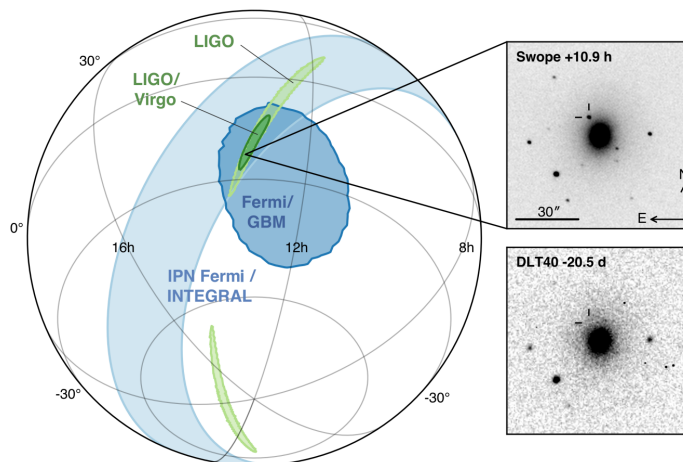 LIGO
LIGO/
Virgo
Fermi/
GBM
IPN Fermi /
INTEGRAL
30°
0°
-30°
-30°
16h
12h
8h
Swope +10.9 h
30"
N
E
DLT40 -20.5 d